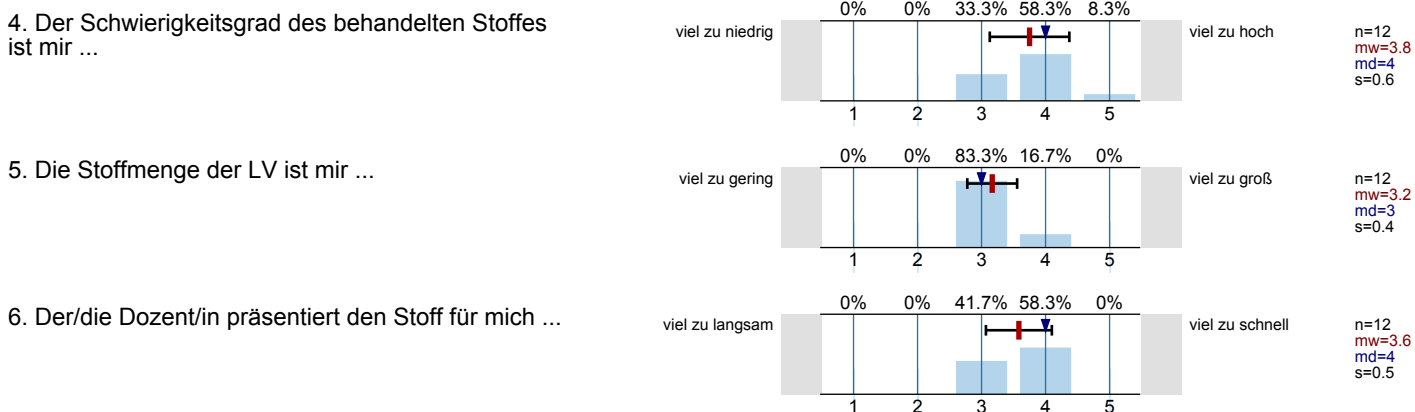 4. Der Schwierigkeitsgrad des behandelten Stoffes
ist mir ...
0% 0% 33.3% 58.3% 8.3%
viel zu niedrig
viel zu hoch
1 2 3 4 5
n=12
mw=3.8
md=4
s=0.6
5. Die Stoffmenge der LV ist mir ...
0% 0% 83.3% 16.7% 0%
viel zu gering
viel zu groß
1 2 3 4 5
n=12
mw=3.2
md=3
s=0.4
6. Der/die Dozent/in präsentiert den Stoff für mich ...
0% 0% 41.7% 58.3% 0%
viel zu langsam
viel zu schnell
1 2 3 4 5
n=12
mw=3.6
md=4
s=0.5